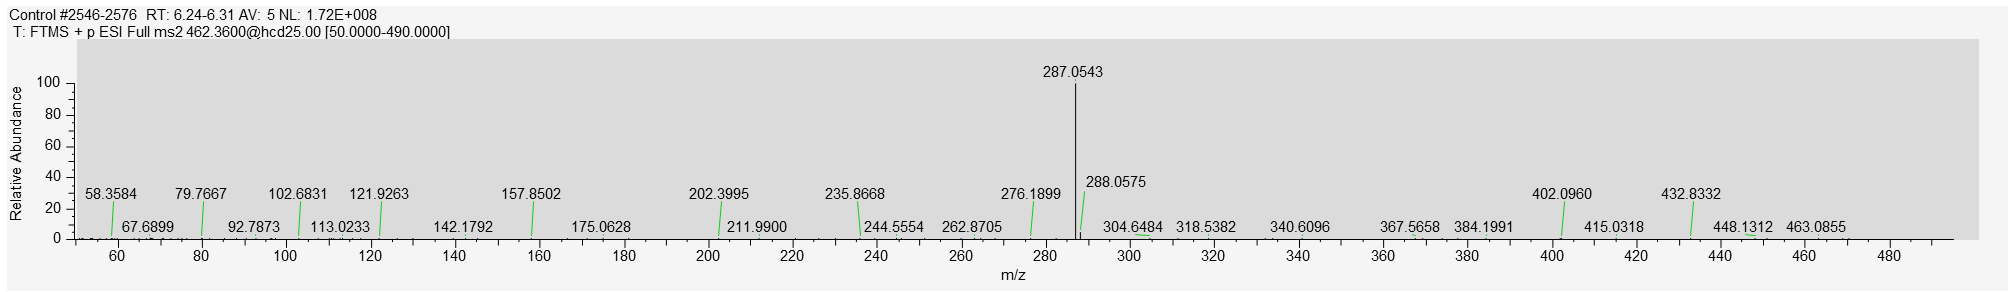 Control #2546-2576 RT: 6.24-6.31 AV: 5 NL: 1.72E+008
T: FTMS + p ESI Full ms2 462.3600@hcd25.00 [50.0000-490.0000]
287.0543
100
80
60
40
20
0
Relative Abundance
288.0575
58.3584 79.7667 102.6831 121.9263 157.8502 202.3995 235.8668 276.1899 402.0960 432.8332
67.6899 92.7873 113.0233 142.1792 175.0628 211.9900 244.5554 262.8705 304.6484 318.5382 340.6096 367.5658 384.1991 415.0318 448.1312 463.0855
60 80 100 120 140 160 180 200 220 240 260 280 300 320 340 360 380 400 420 440 460 480
m/z